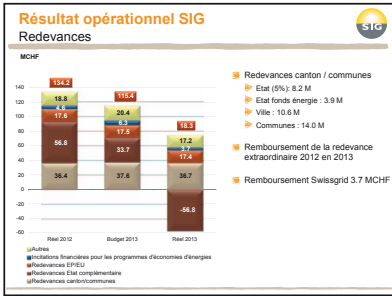 Résultat opérationnel SIG
Redevances
SIG
MCHF
134.2
115.4
18.3
140
120
100
80
60
40
20
0
-20
-40
-60
18.8
4.6
17.6
56.8
36.4
20.4
6.3
17.5
33.7
37.6
17.2
3.7
17.4
36.7
-56.8
Réel 2012
Budget 2013
Réel 2013
Autres
Incitations financières pour les programmes d'économies d'énergies
Redevances EP/EU
Redevances Etat complémentaire
Redevances canton/communes
Redevances canton / communes
Etat (5%): 8.2 M
Etat fonds énergie : 3.9 M
Ville : 10.6 M
Communes : 14.0 M
Remboursement de la redevance
extraordinaire 2012 en 2013
Remboursement Swissgrid 3.7 MCHF